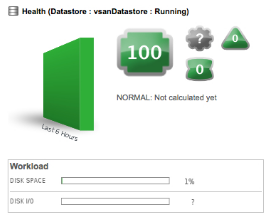 Health (Datastore : vsanDatastore : Running)
100
?
0
0
NORMAL: Not calculated yet
Last 6 Hours
Workload
DISK SPACE 1%
DISK I/O ?